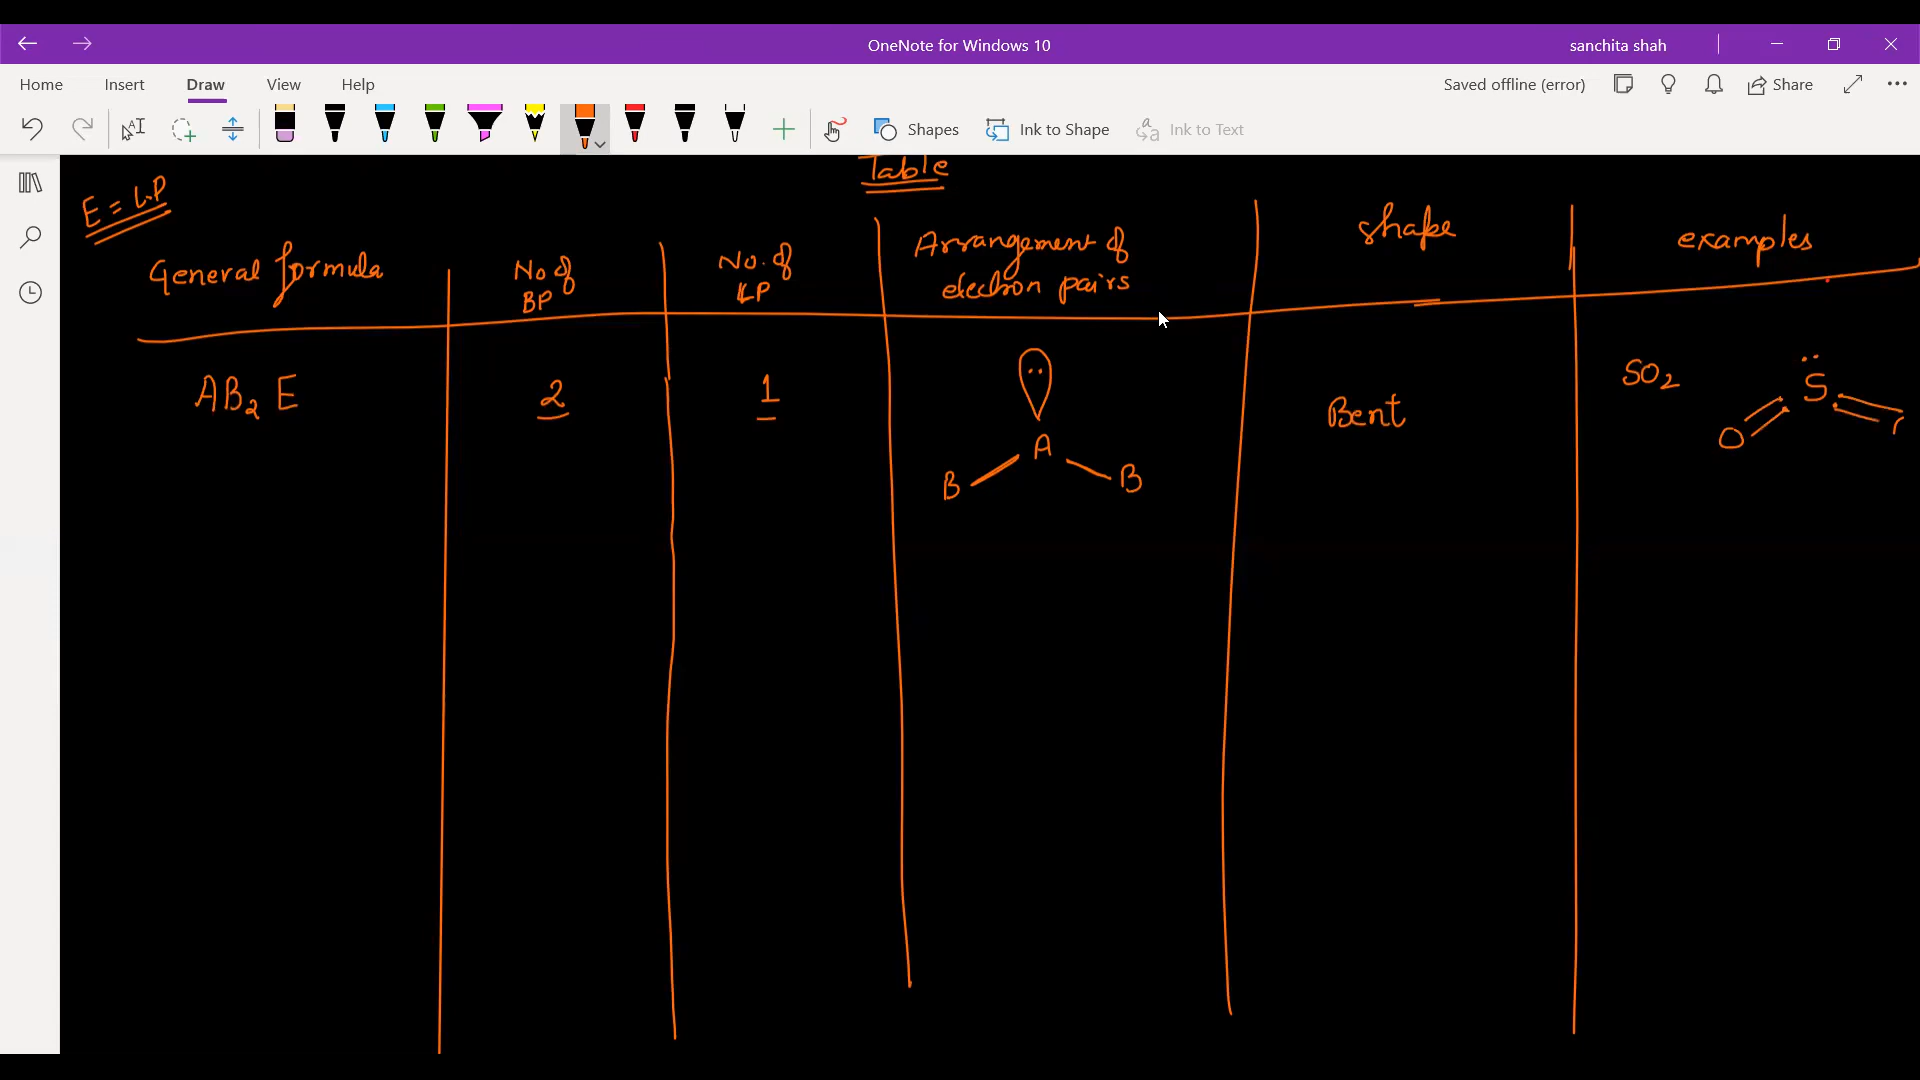 OneNote for Windows 10
sanchita shah
Home Insert Draw View Help
Saved offline (error)
Share
Shapes
Ink to Shape
Ink to Text
Table
E = L.P
General formula
No of
BP
No. of
LP
Arrangement of
electron pairs
shape
examples
AB2 E
2
1
A
B
B
Bent
SO2
S
O